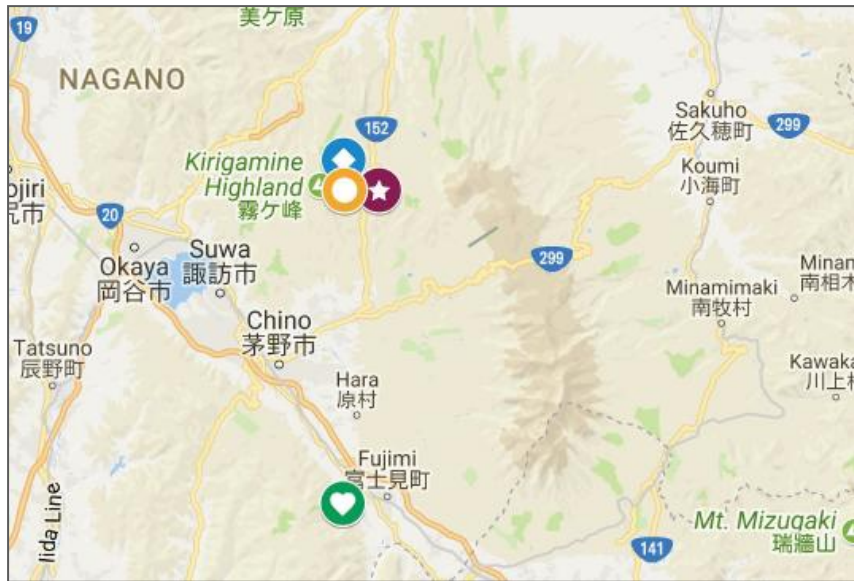 美ケ原
19
NAGANO
152
Sakuho
佐久穂町
299
Kirigamine
Highland
霧ケ峰
Koumi
小海町
ojiri
尻市
20
Suwa
諏訪市
Okaya
岡谷市
299
Minam
南相木
Minamimaki
南牧村
Chino
茅野市
Tatsuno
辰野町
Hara
原村
Kawaka
川上村
Fujimi
富士見町
Iida Line
Mt. Mizugaki
瑞牆山
141